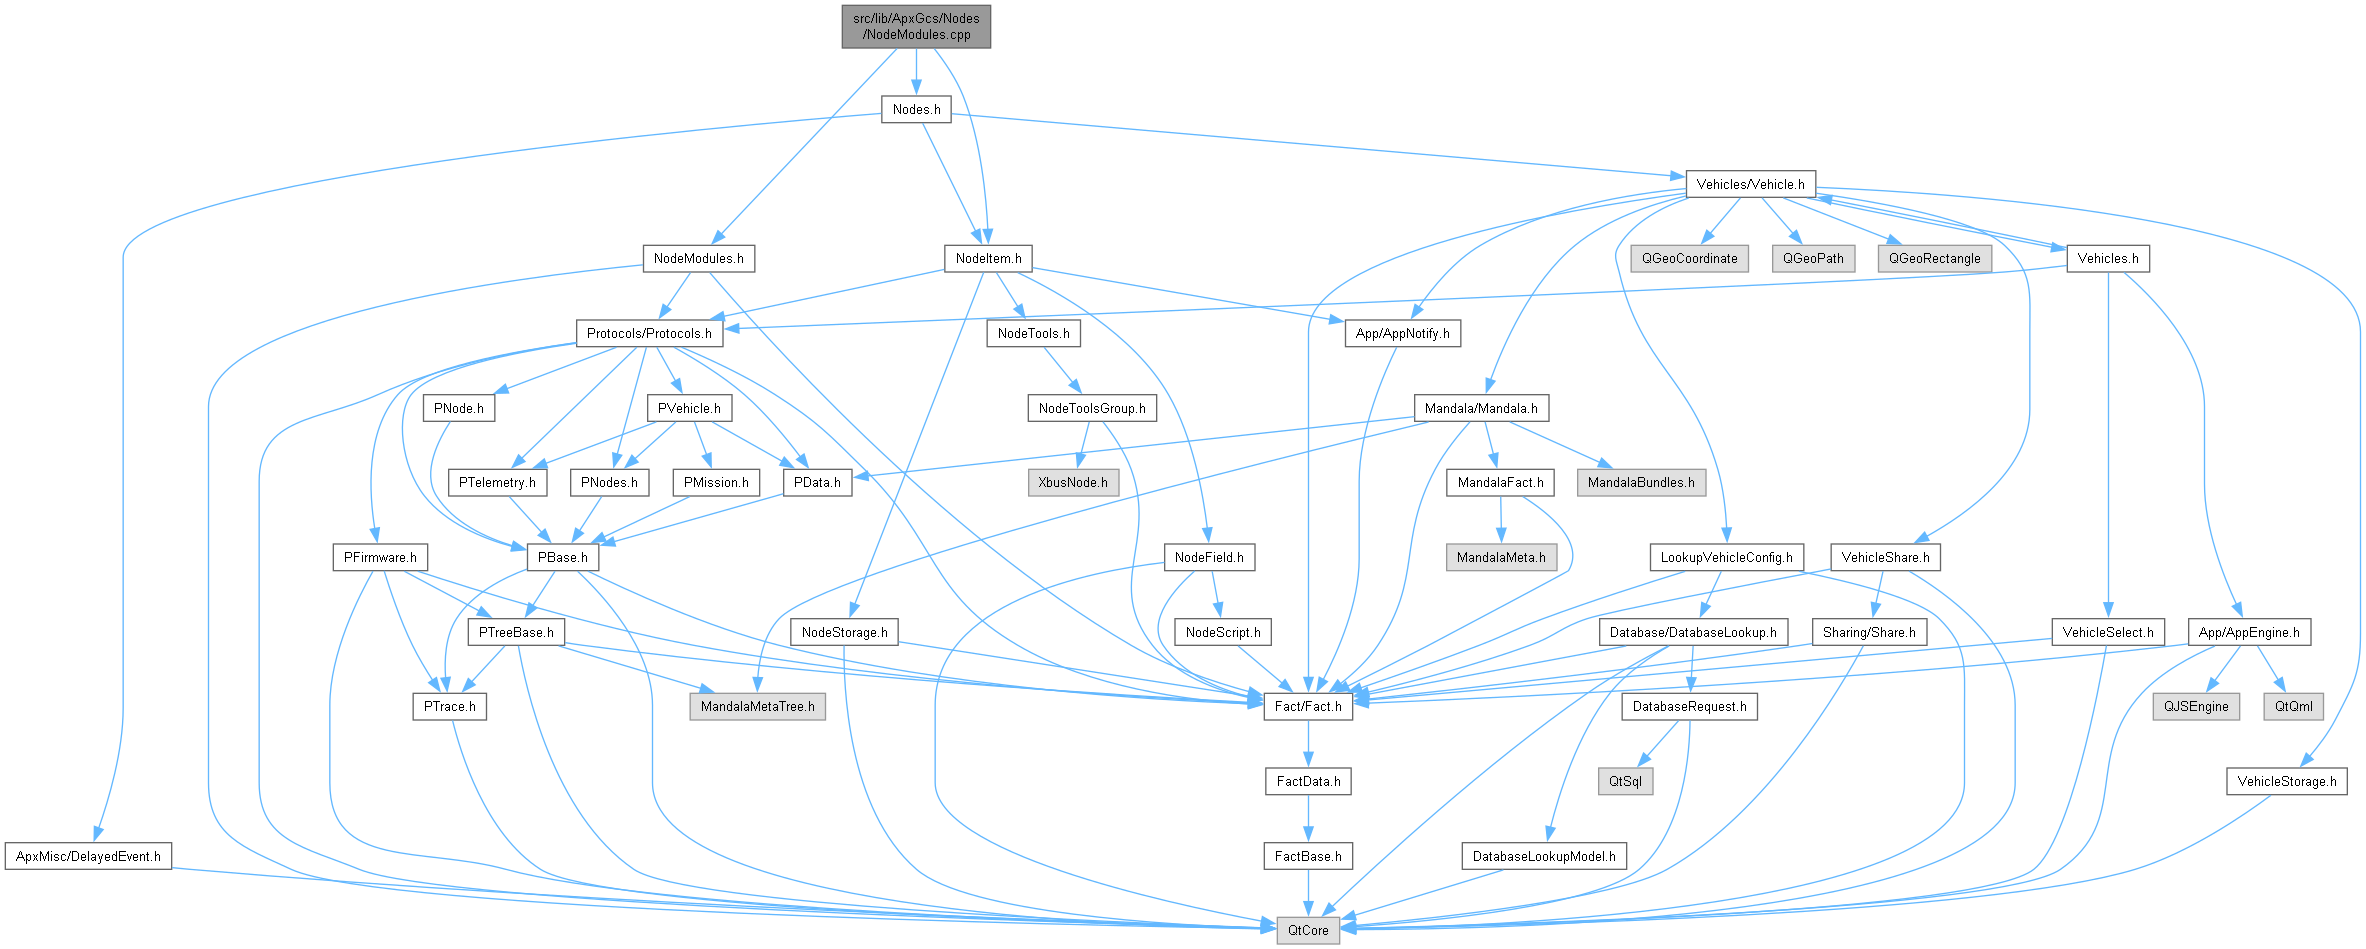 src/lib/ApxGcs/Nodes
/NodeModules.cpp
Nodes.h
Vehicles/Vehicle.h
NodeModules.h
NodeItem.h
QGeoCoordinate
QGeoPath
QGeoRectangle
Vehicles.h
Protocols/Protocols.h
NodeTools.h
App/AppNotify.h
PNode.h
PVehicle.h
NodeToolsGroup.h
Mandala/Mandala.h
PTelemetry.h
PNodes.h
PMission.h
PData.h
XbusNode.h
MandalaFact.h
MandalaBundles.h
PFirmware.h
PBase.h
NodeField.h
MandalaMeta.h
LookupVehicleConfig.h
VehicleShare.h
PTreeBase.h
NodeStorage.h
NodeScript.h
Database/DatabaseLookup.h
Sharing/Share.h
VehicleSelect.h
App/AppEngine.h
PTrace.h
MandalaMetaTree.h
Fact/Fact.h
DatabaseRequest.h
QJSEngine
QtQml
FactData.h
QtSql
VehicleStorage.h
ApxMisc/DelayedEvent.h
FactBase.h
DatabaseLookupModel.h
QtCore